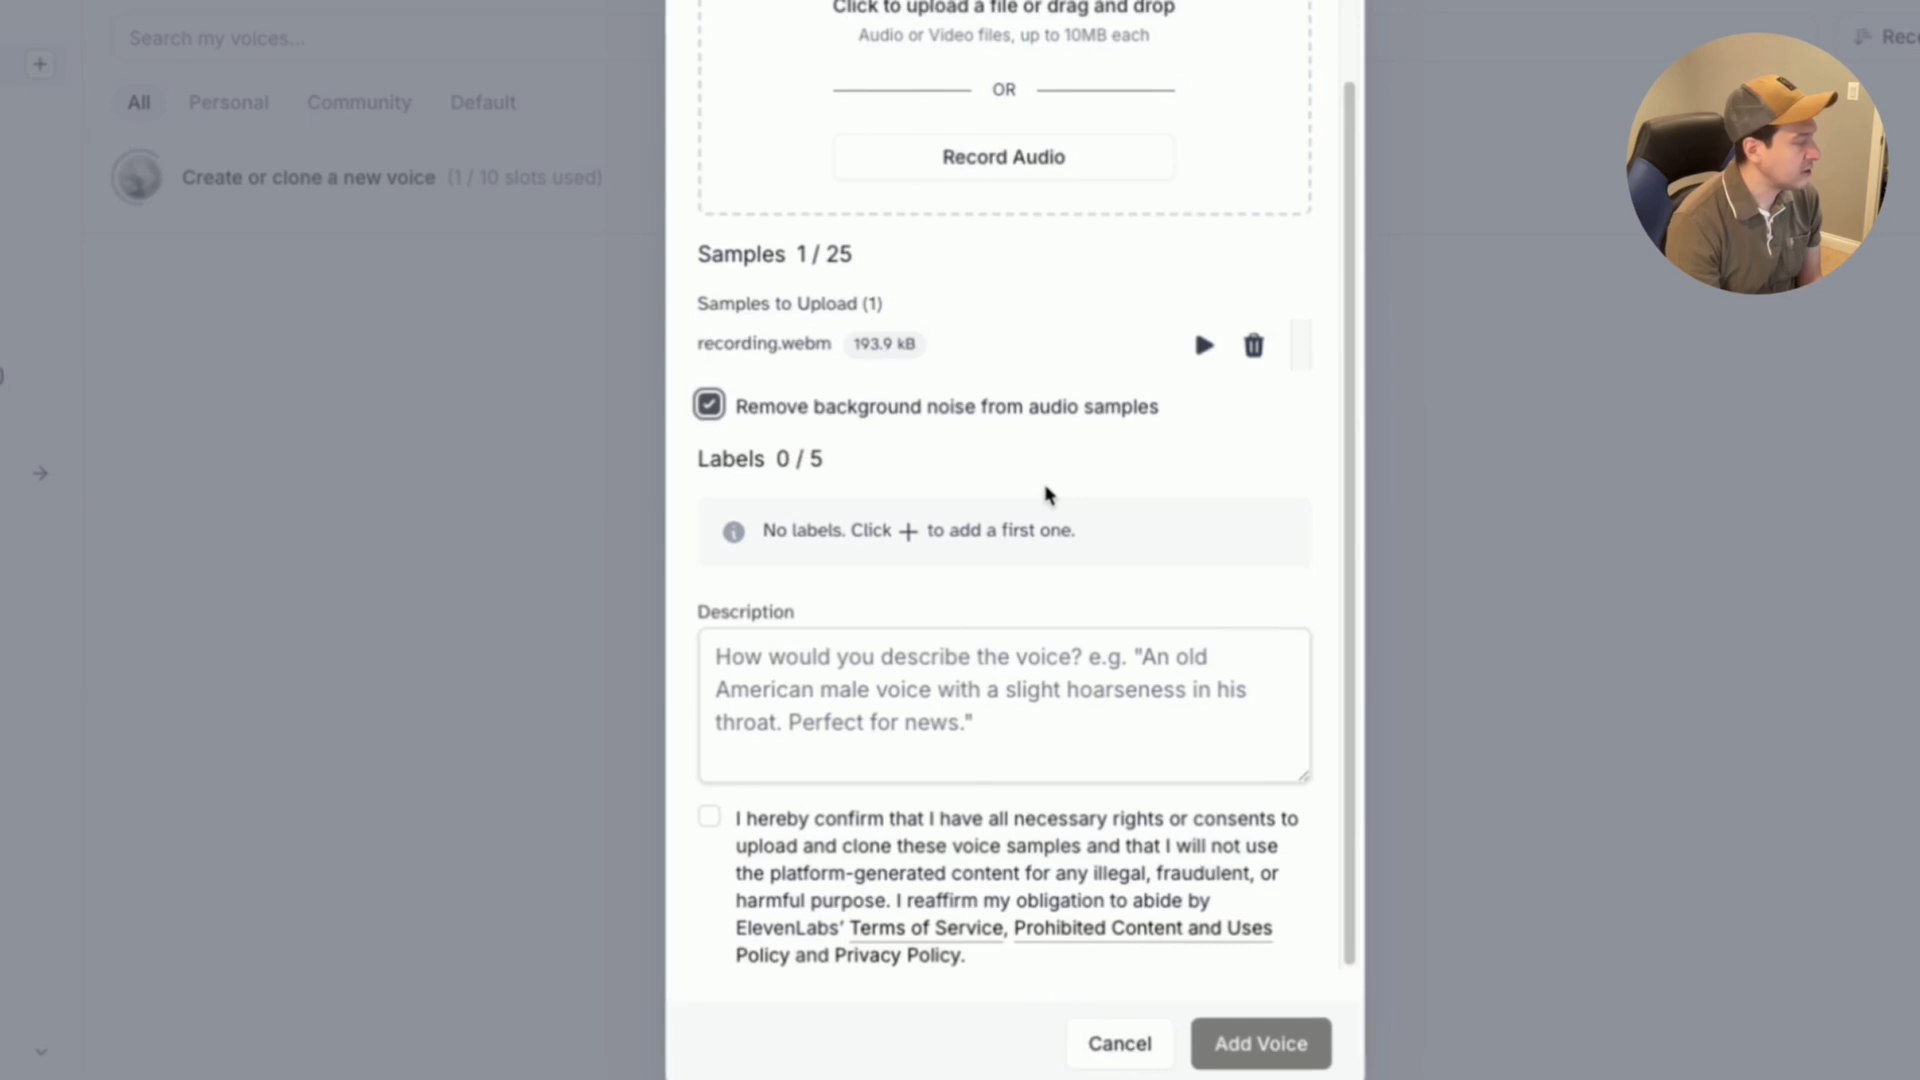 Search my voices...
All Personal Community Default
Create or clone a new voice (1 / 10 slots used)
Click to upload a file or drag and drop
Audio or Video files, up to 10MB each
OR
Record Audio
Samples 1 / 25
Samples to Upload (1)
recording.webm 193.9 kB
Remove background noise from audio samples
Labels 0 / 5
No labels. Click + to add a first one.
Description
How would you describe the voice? e.g. "An old
American male voice with a slight hoarseness in his
throat. Perfect for news."
I hereby confirm that I have all necessary rights or consents to
upload and clone these voice samples and that I will not use
the platform-generated content for any illegal, fraudulent, or
harmful purpose. I reaffirm my obligation to abide by
ElevenLabs’ Terms of Service, Prohibited Content and Uses
Policy and Privacy Policy.
Cancel Add Voice